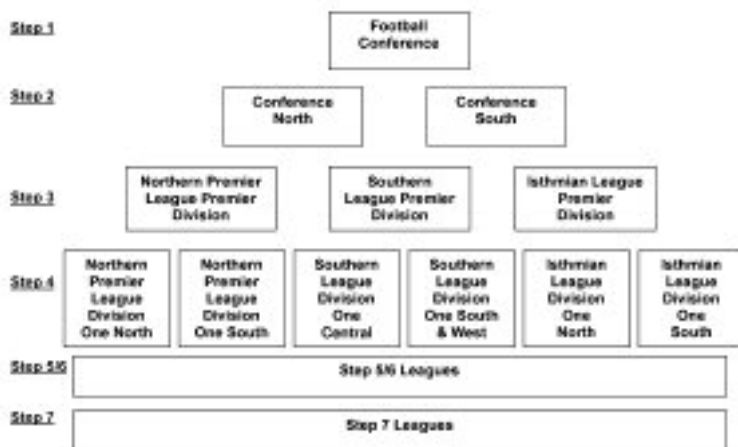 Step 1
Football
Conference
Step 2
Conference
North
Conference
South
Step 3
Northern Premier
League Premier
Division
Southern
League Premier
Division
Isthmian League
Premier
Division
Step 4
Northern
Premier
League
Division
One North
Northern
Premier
League
Division
One South
Southern
League
Division
One
Central
Southern
League
Division
One South
& West
Isthmian
League
Division
One
North
Isthmian
League
Division
One
South
Step 5/6
Step 5/6 Leagues
Step 7
Step 7 Leagues